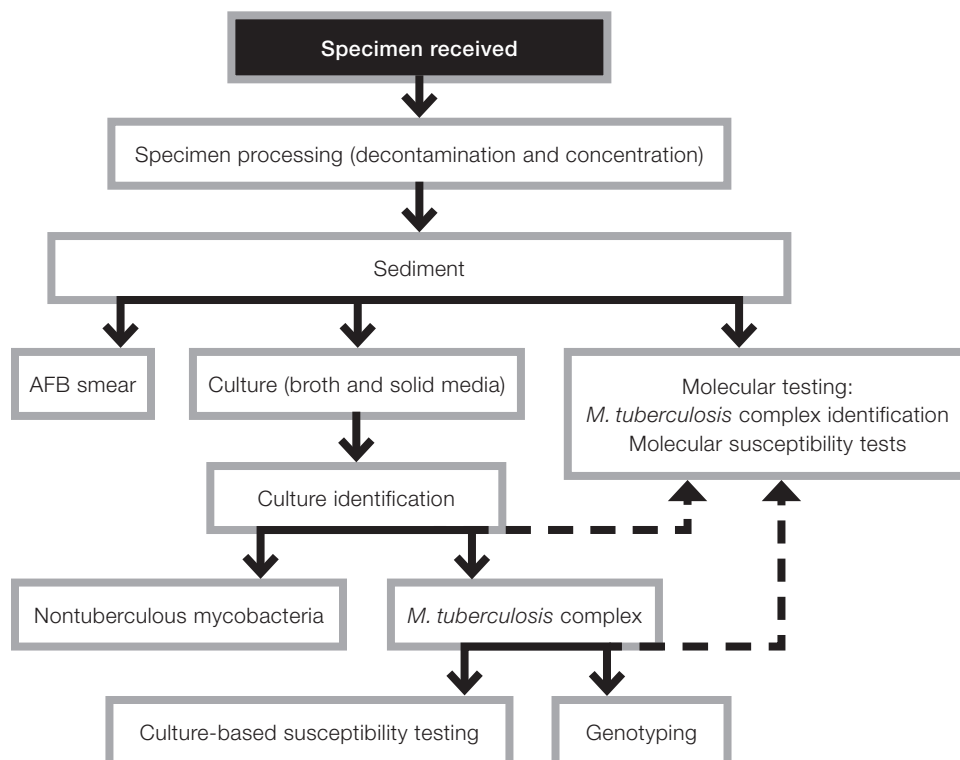 Specimen received
Specimen processing (decontamination and concentration)
Sediment
AFB smear
Culture (broth and solid media)
Molecular testing:
M. tuberculosis complex identification
Molecular susceptibility tests
Culture identification
Nontuberculous mycobacteria
M. tuberculosis complex
Culture-based susceptibility testing
Genotyping